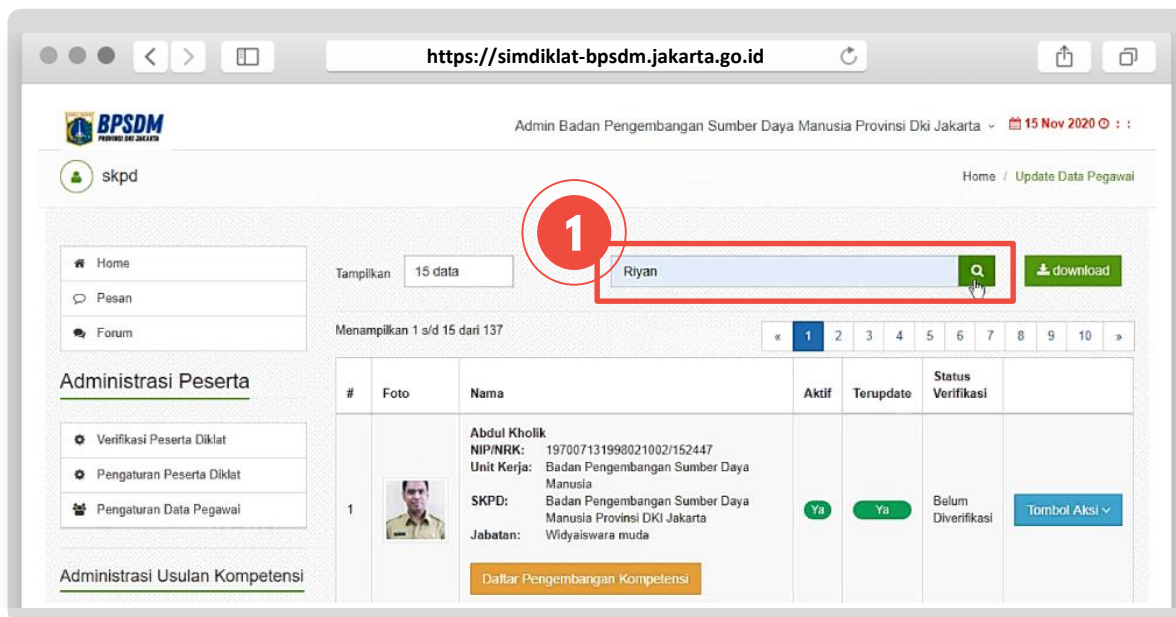 https://simdiklat-bpsdm.jakarta.go.id
BPSDM
PROVINSI DKI JAKARTA
Admin Badan Pengembangan Sumber Daya Manusia Provinsi Dki Jakarta
15 Nov 2020 : :
skpd
Home / Update Data Pegawai
1
Home
Pesan
Forum
Tampilkan 15 data
Riyan
download
Menampilkan 1 s/d 15 dari 137
« 1 2 3 4 5 6 7 8 9 10 »
Administrasi Peserta
Verifikasi Peserta Diklat
Pengaturan Peserta Diklat
Pengaturan Data Pegawai
Administrasi Usulan Kompetensi
# Foto Nama Aktif Terupdate Status
Verifikasi
1
Abdul Kholik
NIP/NRK: 197007131998021002/152447
Unit Kerja: Badan Pengembangan Sumber Daya
Manusia
SKPD: Badan Pengembangan Sumber Daya
Manusia Provinsi DKI Jakarta
Jabatan: Widyaiswara muda
Daftar Pengembangan Kompetensi
Ya
Ya
Belum
Diverifikasi
Tombol Aksi